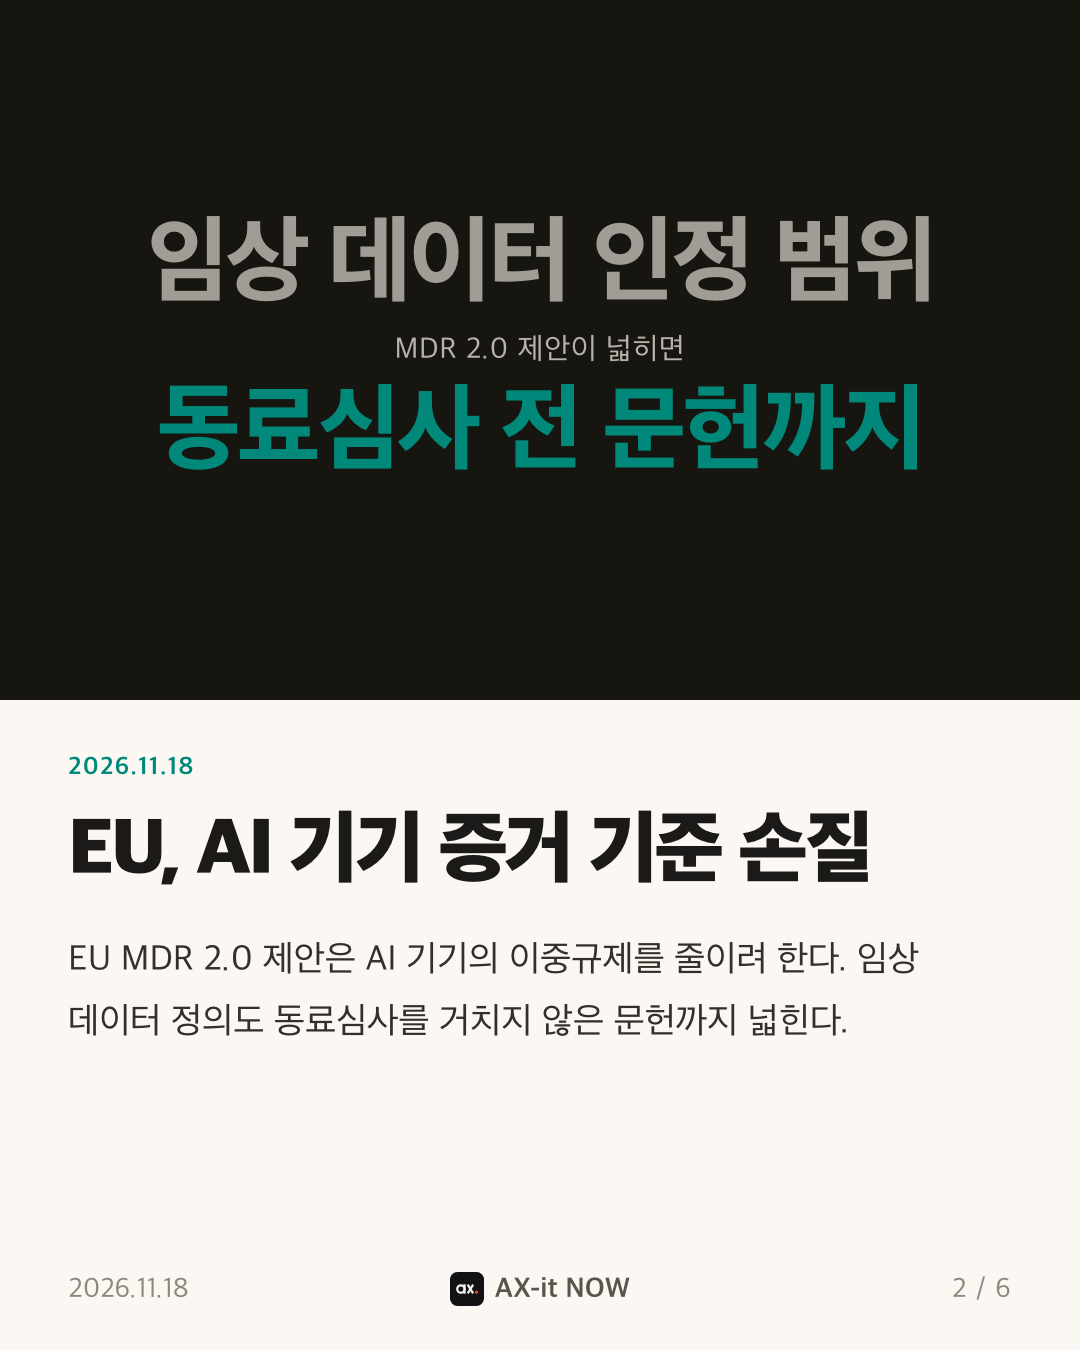 임상 데이터 인정 범위
MDR 2.0 제안이 넓히면
동료심사 전 문헌까지
2026.11.18
EU, AI 기기 증거 기준 손질
EU MDR 2.0 제안은 AI 기기의 이중규제를 줄이려 한다. 임상
데이터 정의도 동료심사를 거치지 않은 문헌까지 넓힌다.
2026.11.18
ax. AX-it NOW
2 / 6